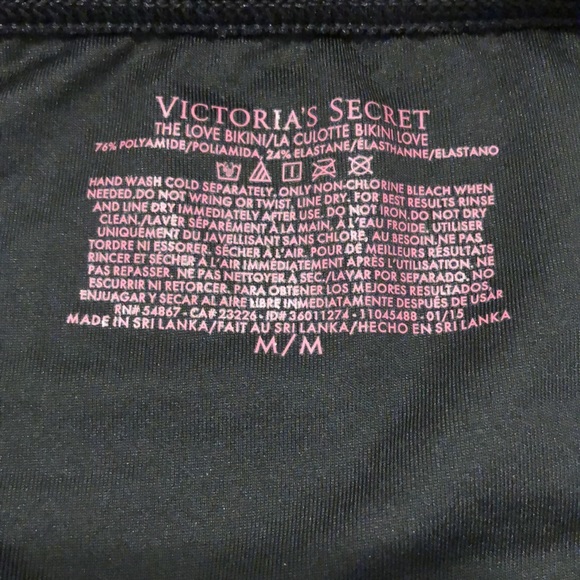 VICTORIA'S SECRET
THE LOVE BIKINI/LA CULOTTE BIKINI LOVE
76% POLYAMIDE/POLIAMIDA 24% ELASTANE/ÉLASTHANNE/ELASTANO
HAND WASH COLD SEPARATELY, ONLY NON-CHLORINE BLEACH WHEN
NEEDED, DO NOT WRING OR TWIST, LINE DRY. FOR BEST RESULTS RINSE
AND LINE DRY IMMEDIATELY AFTER USE, DO NOT IRON. DO NOT DRY
CLEAN./LAVER SÉPARÉMENT À LA MAIN, À L'EAU FROIDE, UTILISER
UNIQUEMENT DU JAVELLISANT SANS CHLORE, AU BESOIN. NE PAS
TORDRE NI ESSORER. SÉCHER À L'AIR. POUR DE MEILLEURS RÉSULTATS
RINCER ET SÉCHER À L'AIR IMMÉDIATEMENT APRÈS L'UTILISATION. NE
PAS REPASSER. NE PAS NETTOYER À SEC./LAVAR POR SEPARADO. NO
ESCURRIR NI RETORCER. PARA OBTENER LOS MEJORES RESULTADOS,
ENJUAGAR Y SECAR AL AIRE LIBRE INMEDIATAMENTE DESPUÉS DE USAR
RN# 54867 - CA# 23226 - ID# 36011274 - 11045488 - 01/15
MADE IN SRI LANKA/FAIT AU SRI LANKA/HECHO EN SRI LANKA
M/M